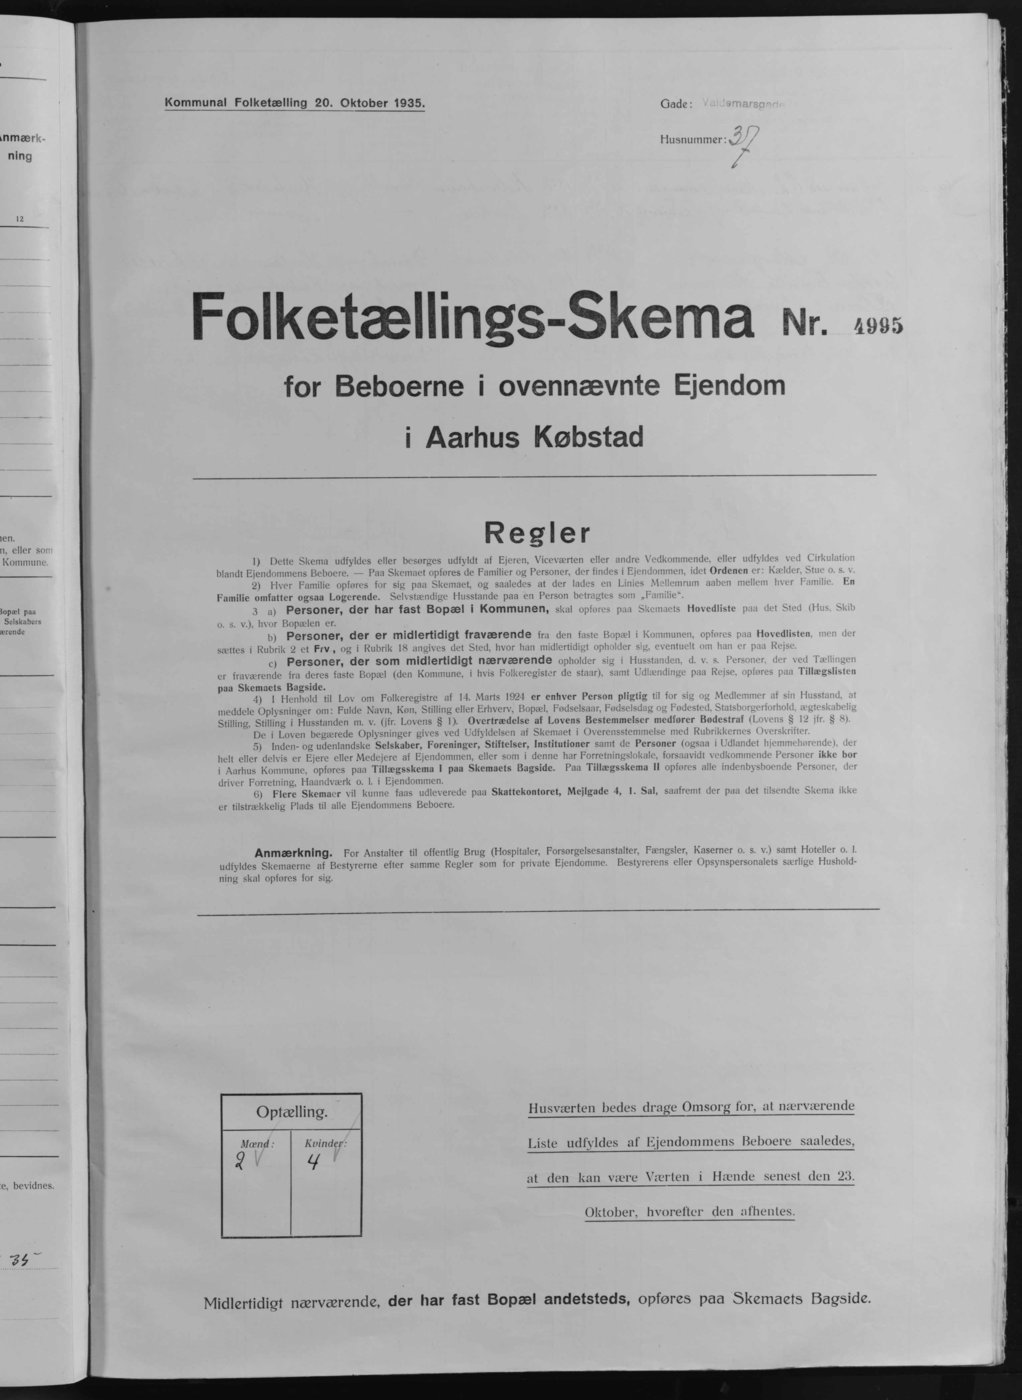 nmærk-
ning
12
en.
n, eller som
Kommune.
Bopæl paa
Selskabers
ærende
e, bevidnes.
35
Kommunal Folketælling 20. Oktober 1935.
Gade: Valdemarsgade
Husnummer: 37
Folketællings-Skema Nr. 4995
for Beboerne i ovennævnte Ejendom
i Aarhus Købstad
Regler
1) Dette Skema udfyldes eller besørges udfyldt af Ejeren, Viceværten eller andre Vedkommende, eller udfyldes ved Cirkulation
blandt Ejendommens Beboere. — Paa Skemaet opføres de Familier og Personer, der findes i Ejendommen, idet Ordenen er: Kælder, Stue o. s. v.
2) Hver Familie opføres for sig paa Skemaet, og saaledes at der lades en Linies Mellemrum aaben mellem hver Familie. En
Familie omfatter ogsaa Logerende. Selvstændige Husstande paa én Person betragtes som „Familie“.
3 a) Personer, der har fast Bopæl i Kommunen, skal opføres paa Skemaets Hovedliste paa det Sted (Hus, Skib
o. s. v.), hvor Bopælen er.
b) Personer, der er midlertidigt fraværende fra den faste Bopæl i Kommunen, opføres paa Hovedlisten, men der
sættes i Rubrik 2 et Frv., og i Rubrik 18 angives det Sted, hvor han midlertidigt opholder sig, eventuelt om han er paa Rejse.
c) Personer, der som midlertidigt nærværende opholder sig i Husstanden, d. v. s. Personer, der ved Tællingen
er fraværende fra deres faste Bopæl (den Kommune, i hvis Folkeregister de staar), samt Udlændinge paa Rejse, opføres paa Tillægslisten
paa Skemaets Bagside.
4) I Henhold til Lov om Folkeregistre af 14. Marts 1924 er enhver Person pligtig til for sig og Medlemmer af sin Husstand, at
meddele Oplysninger om: Fulde Navn, Køn, Stilling eller Erhverv, Bopæl, Fødselsaar, Fødselsdag og Fødested, Statsborgerforhold, ægteskabelig
Stilling, Stilling i Husstanden m. v. (jfr. Lovens § 1). Overtrædelse af Lovens Bestemmelser medfører Bødestraf (Lovens § 12 jfr. § 8).
De i Loven begærede Oplysninger gives ved Udfyldelsen af Skemaet i Overensstemmelse med Rubrikkernes Overskrifter.
5) Inden- og udenlandske Selskaber, Foreninger, Stiftelser, Institutioner samt de Personer (ogsaa i Udlandet hjemmehørende), der
helt eller delvis er Ejere eller Medejere af Ejendommen, eller som i denne har Forretningslokale, forsaavidt vedkommende Personer ikke bor
i Aarhus Kommune, opføres paa Tillægsskema I paa Skemaets Bagside. Paa Tillægsskema II opføres alle indenbysboende Personer, der
driver Forretning, Haandværk o. l. i Ejendommen.
6) Flere Skemaer vil kunne faas udleverede paa Skattekontoret, Mejlgade 4, 1. Sal, saafremt der paa det tilsendte Skema ikke
er tilstrækkelig Plads til alle Ejendommens Beboere.
Anmærkning. For Anstalter til offentlig Brug (Hospitaler, Forsørgelsesanstalter, Fængsler, Kaserner o. s. v.) samt Hoteller o. l.
udfyldes Skemaerne af Bestyrerne efter samme Regler som for private Ejendomme. Bestyrerens eller Opsynspersonalets særlige Hushold-
ning skal opføres for sig.
Optælling.
Mænd: Kvinder:
2 4
Husværten bedes drage Omsorg for, at nærværende
Liste udfyldes af Ejendommens Beboere saaledes,
at den kan være Værten i Hænde senest den 23.
Oktober, hvorefter den afhentes.
Midlertidigt nærværende, der har fast Bopæl andetsteds, opføres paa Skemaets Bagside.